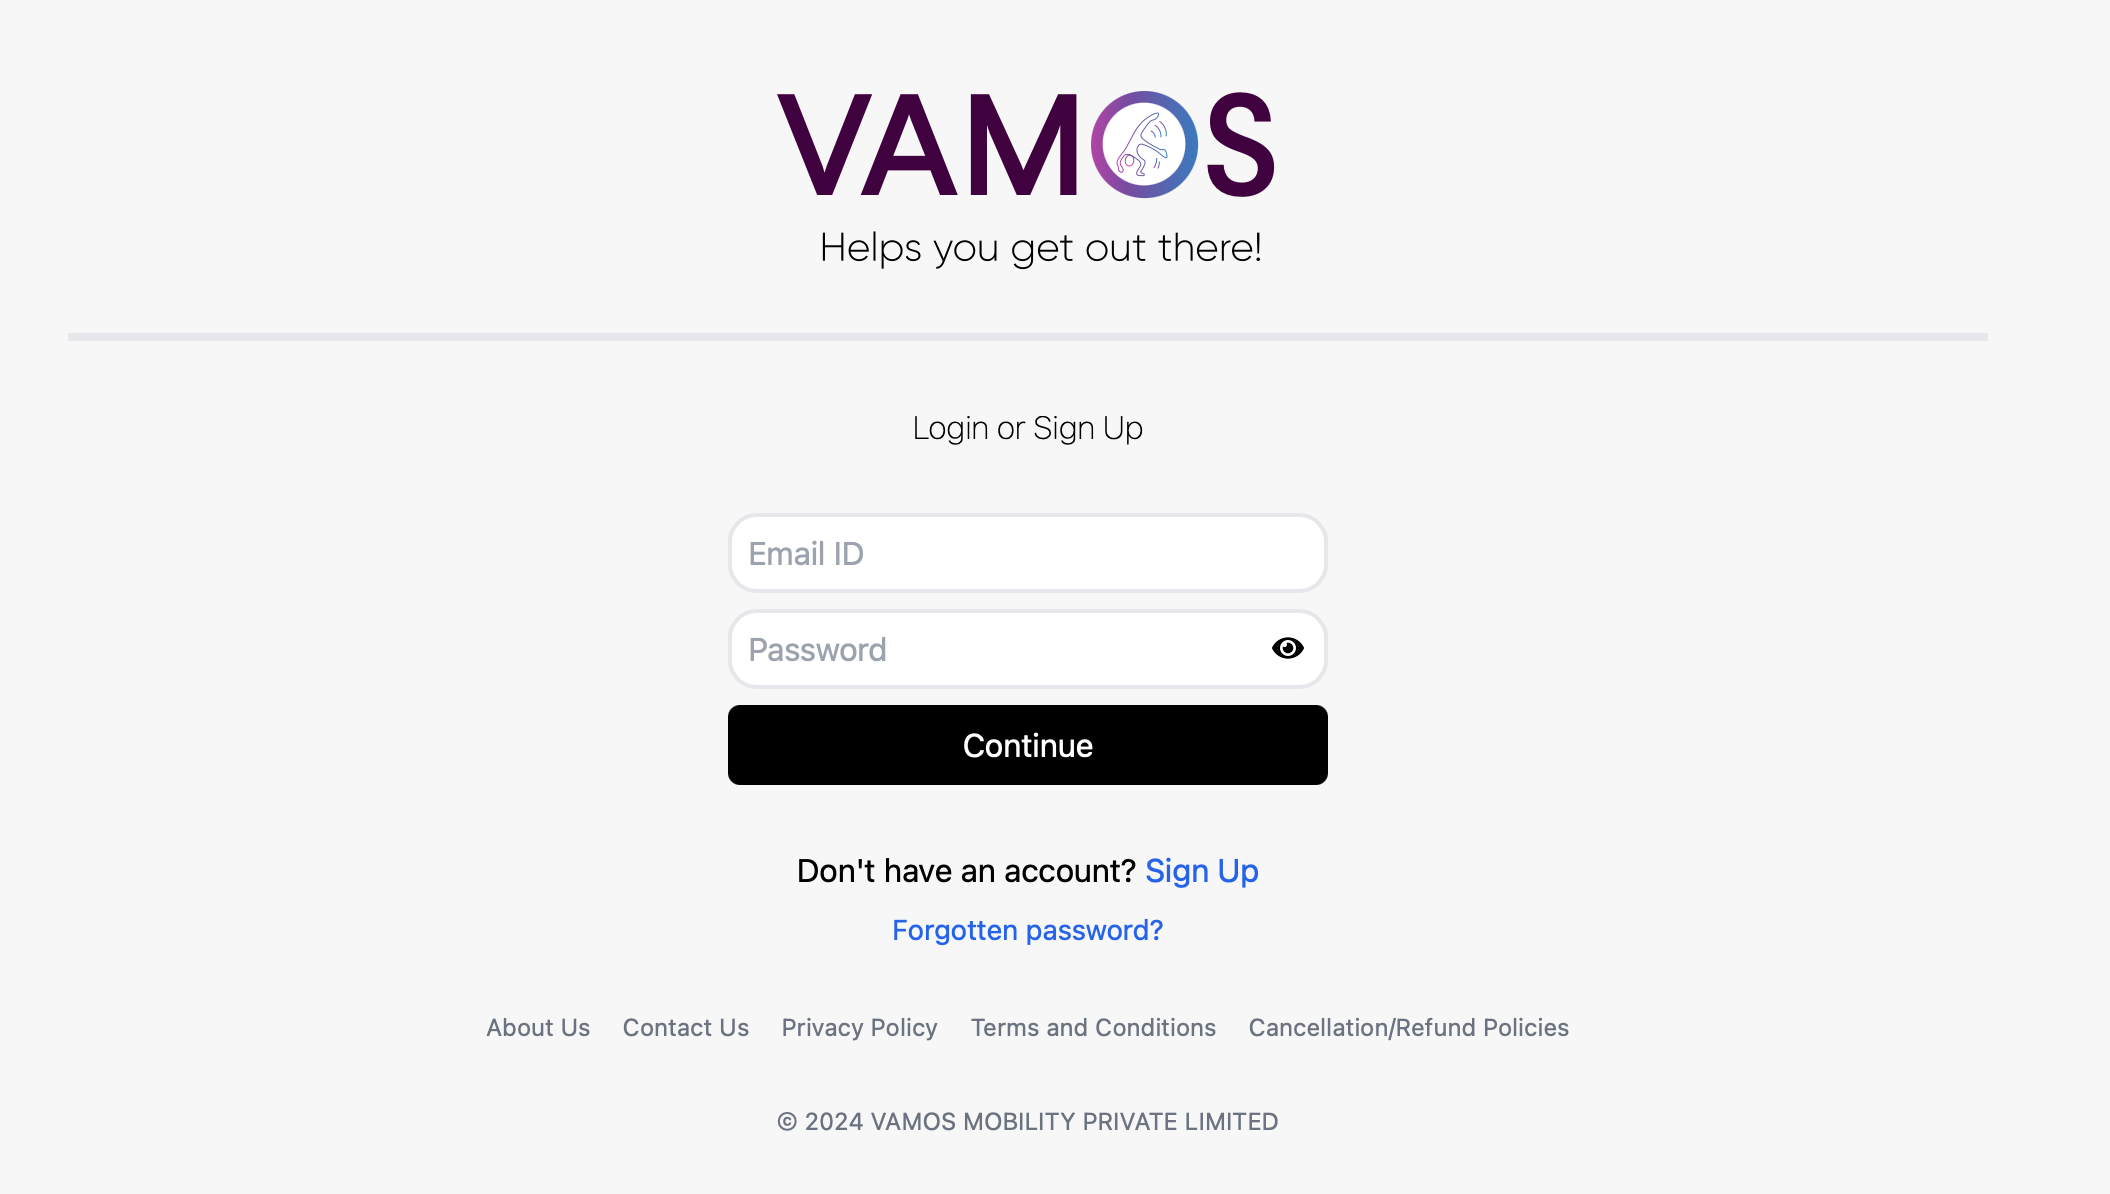 VAMOS
Helps you get out there!
Login or Sign Up
Email ID
Password
Continue
Don't have an account? Sign Up
Forgotten password?
About Us Contact Us Privacy Policy Terms and Conditions Cancellation/Refund Policies
© 2024 VAMOS MOBILITY PRIVATE LIMITED